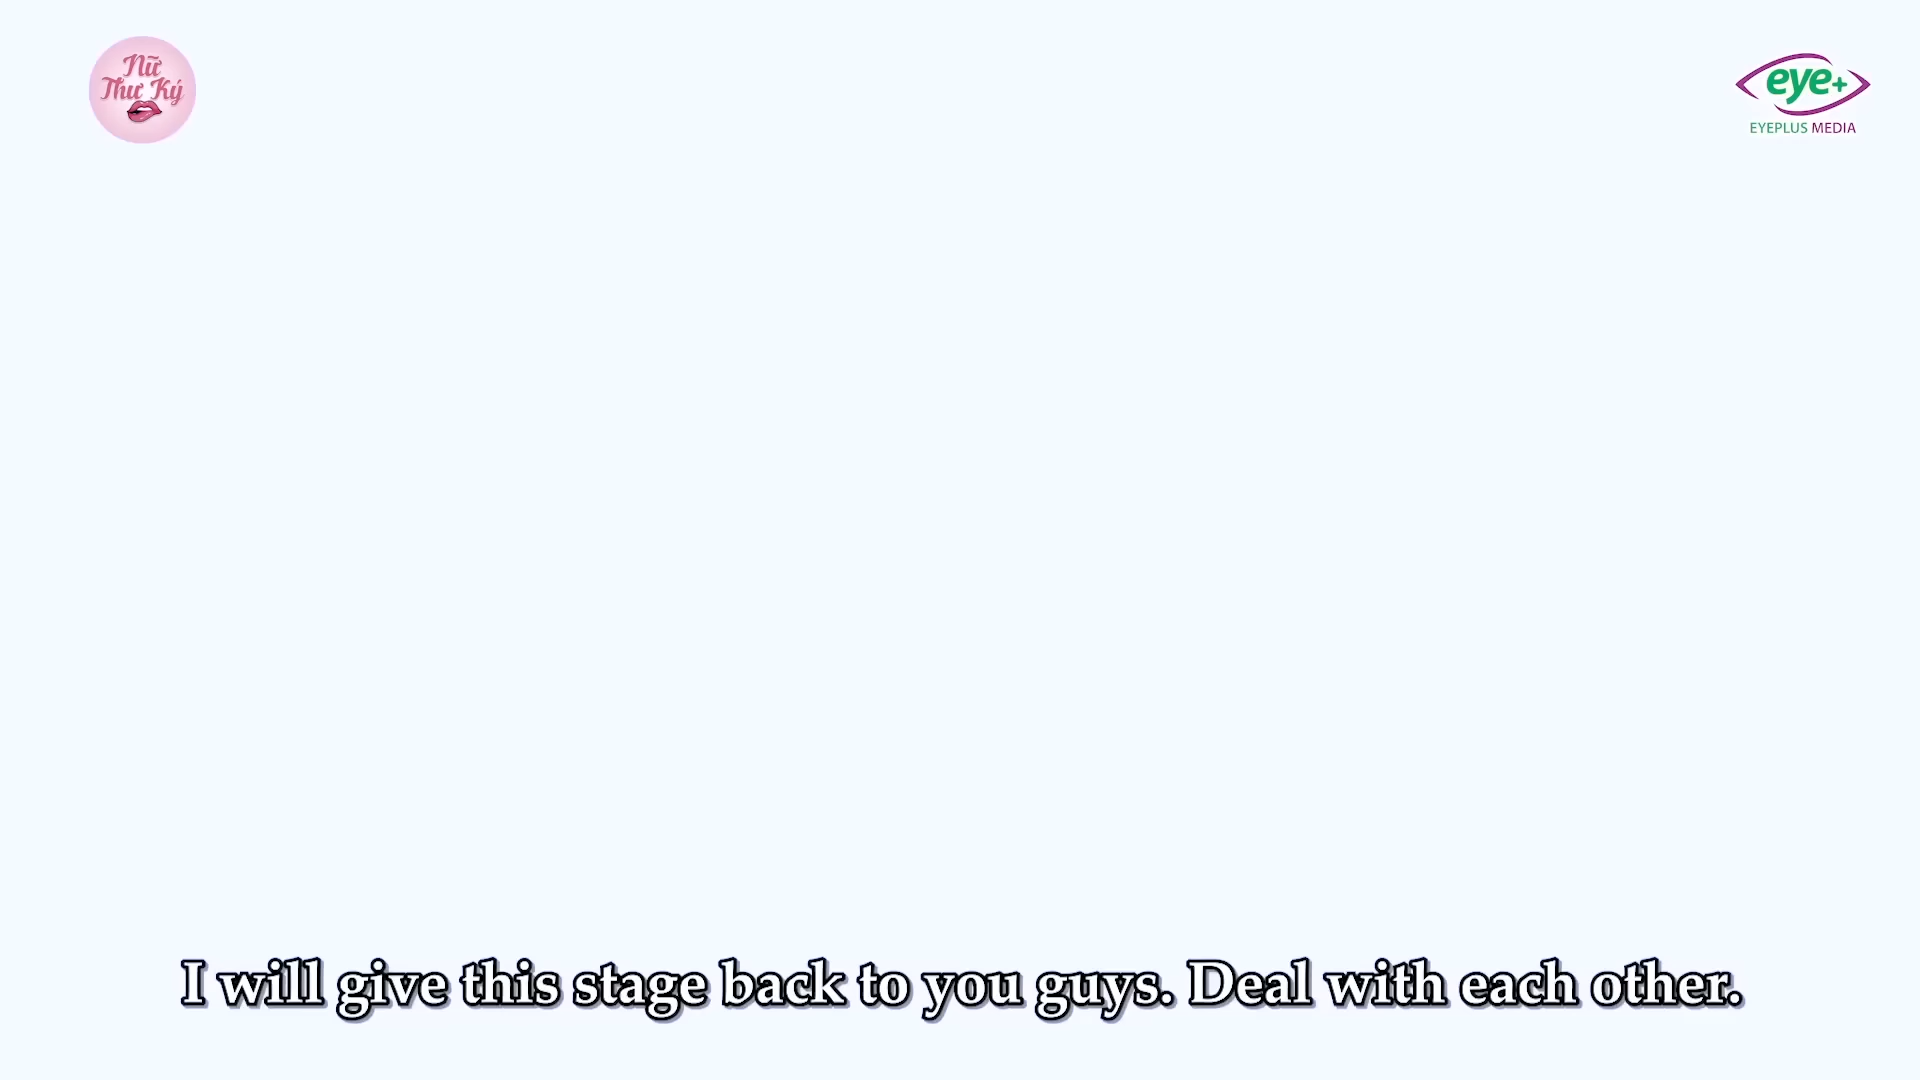 Nữ
Thư Ký
eye+
EYEPLUS MEDIA
I will give this stage back to you guys. Deal with each other.